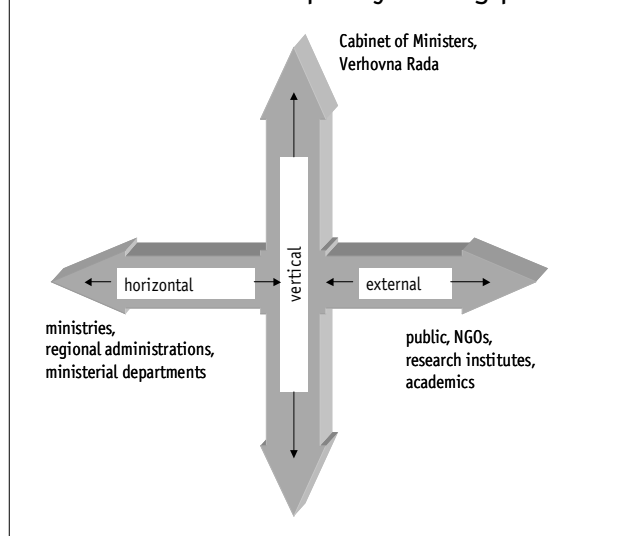 Cabinet of Ministers,
Verhovna Rada
vertical
horizontal
external
ministries,
regional administrations,
ministerial departments
public, NGOs,
research institutes,
academics